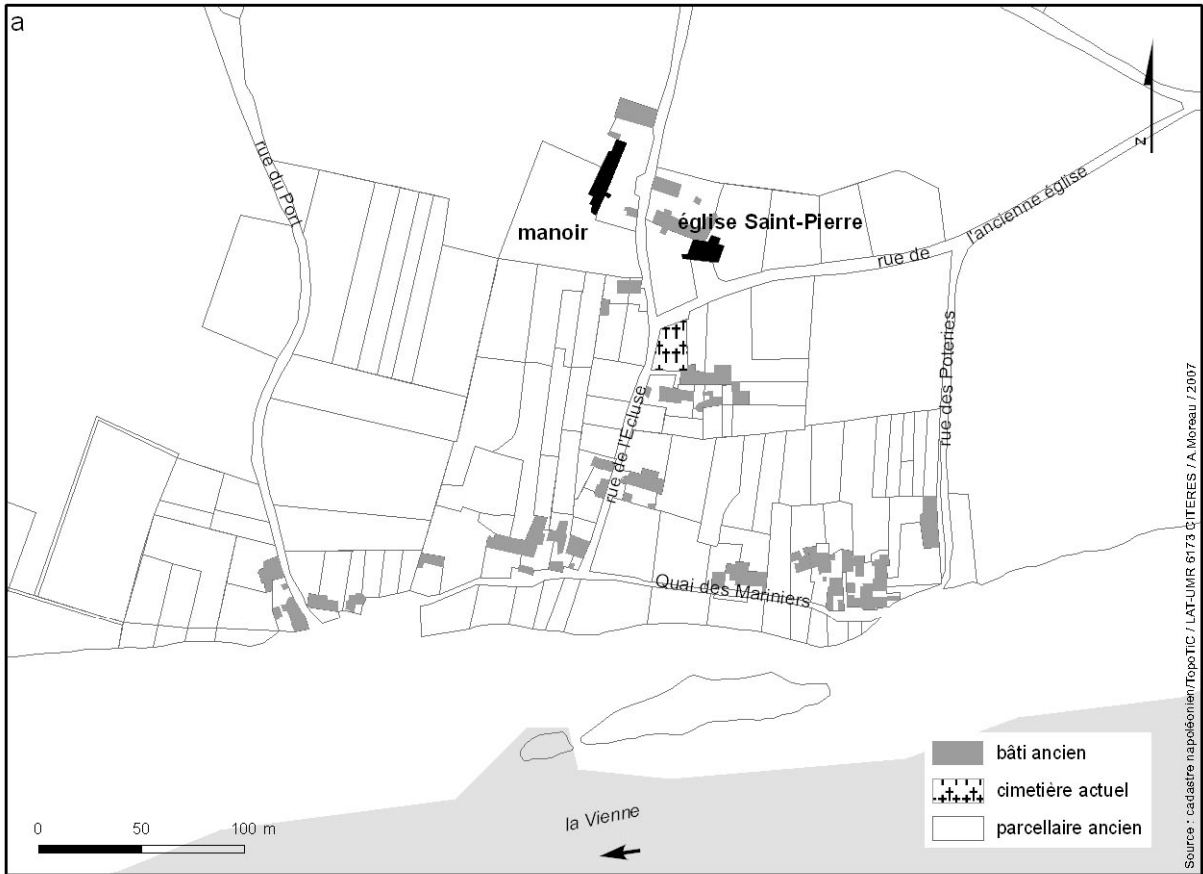 a
rue du Port
manoir
église Saint-Pierre
rue de
l'ancienne église
N
rue de l'Ecluse
rue des Poteries
Quai des Mariniers
la Vienne
0 50 100 m
bâti ancien
cimetière actuel
parcellaire ancien
Source : cadastre napoléonien/TopoTiC / LAT-UMR 6173 CITERES / A.Moreau / 2007